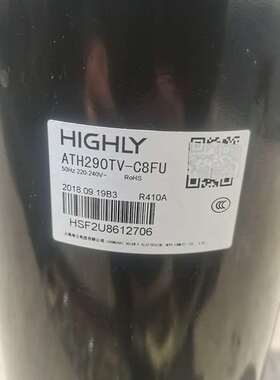 HIGHLY
ATH290TV-C8FU
50Hz 220-240V~ RoHS
2018.09.19B3 R410A
HSF2U8612706